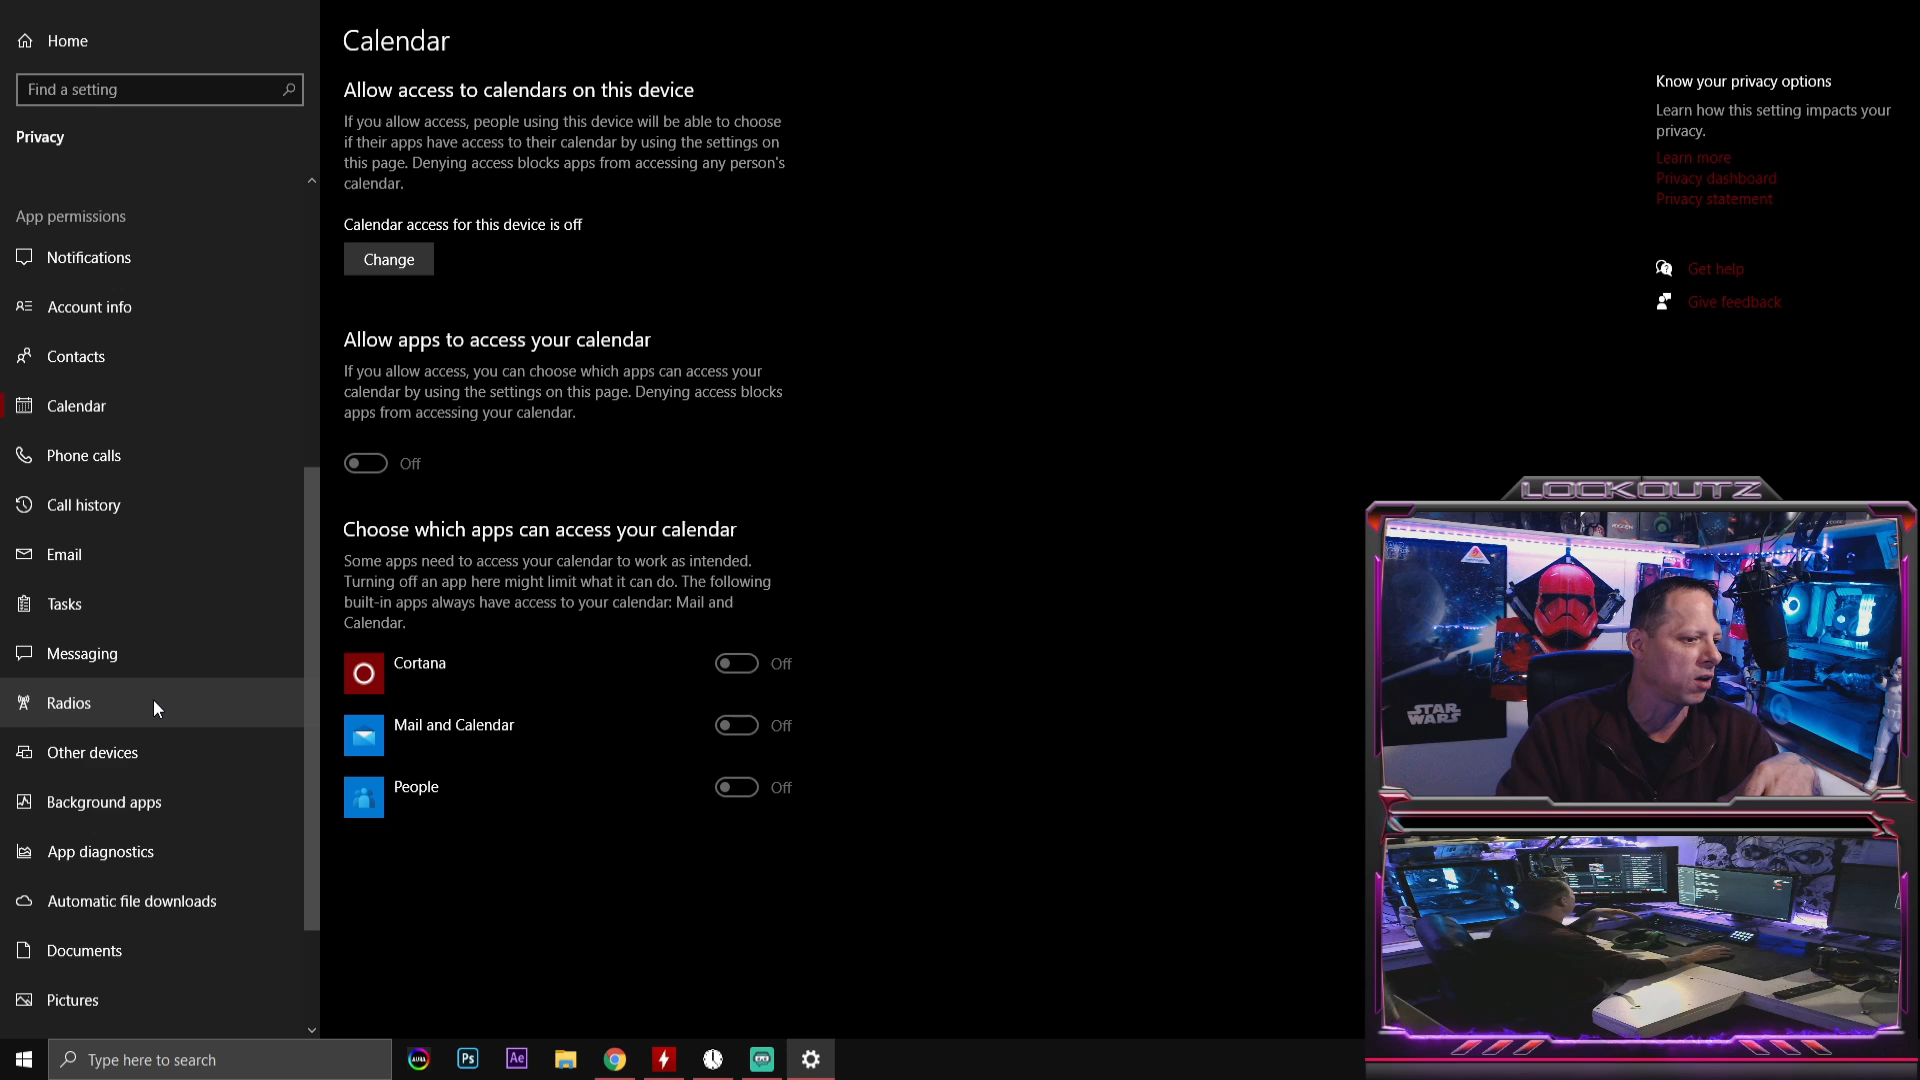 Home
Find a setting
Privacy
App permissions
Notifications
Account info
Contacts
Calendar
Phone calls
Call history
Email
Tasks
Messaging
Radios
Other devices
Background apps
App diagnostics
Automatic file downloads
Documents
Pictures
Calendar
Allow access to calendars on this device
If you allow access, people using this device will be able to choose
if their apps have access to their calendar by using the settings on
this page. Denying access blocks apps from accessing any person's
calendar.
Calendar access for this device is off
Change
Allow apps to access your calendar
If you allow access, you can choose which apps can access your
calendar by using the settings on this page. Denying access blocks
apps from accessing your calendar.
Off
Choose which apps can access your calendar
Some apps need to access your calendar to work as intended.
Turning off an app here might limit what it can do. The following
built-in apps always have access to your calendar: Mail and
Calendar.
Cortana Off
Mail and Calendar Off
People Off
Know your privacy options
Learn how this setting impacts your
privacy.
Learn more
Privacy dashboard
Privacy statement
Get help
Give feedback
LOCKOUTZ
RYZEN
STAR
WARS
Type here to search
AURA
Ps
Ae